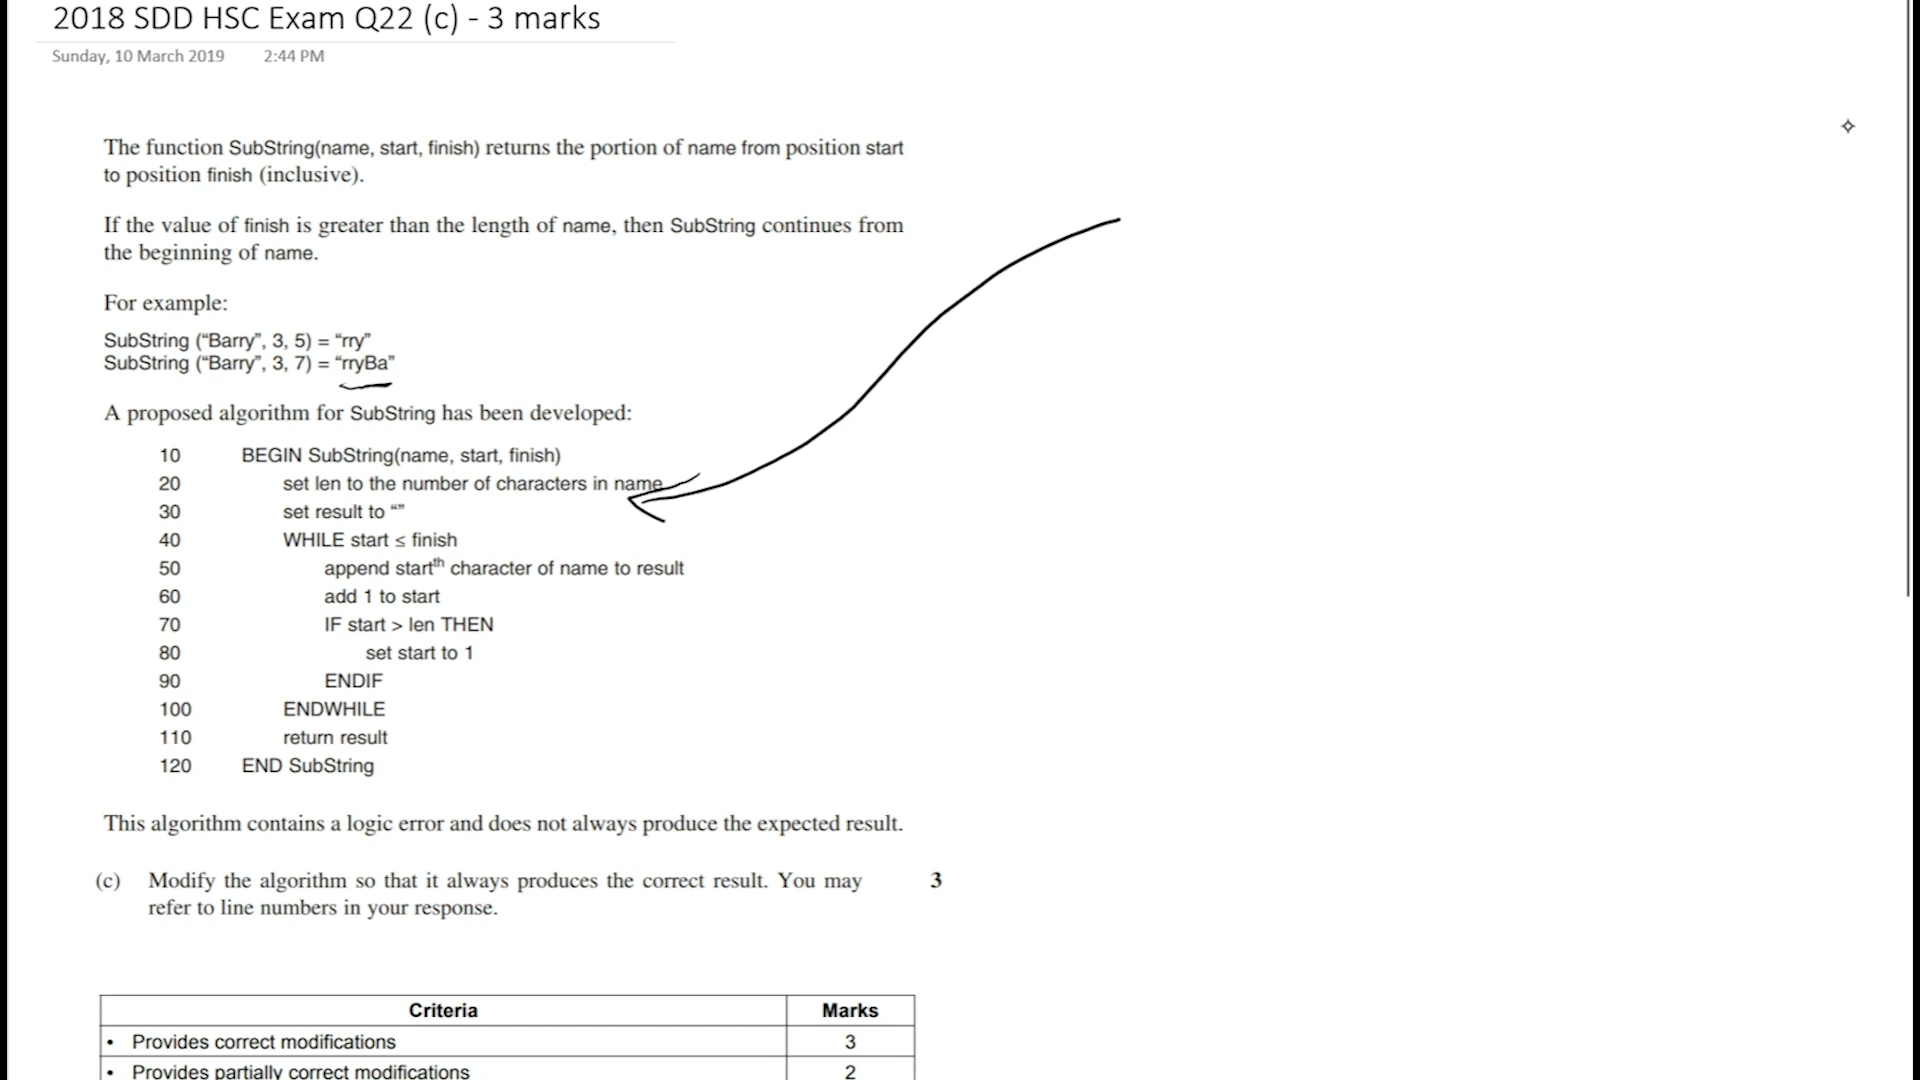 2018 SDD HSC Exam Q22 (c) - 3 marks
Sunday, 10 March 2019 2:44 PM
The function SubString(name, start, finish) returns the portion of name from position start
to position finish (inclusive).
If the value of finish is greater than the length of name, then SubString continues from
the beginning of name.
For example:
SubString (“Barry”, 3, 5) = “rry”
SubString (“Barry”, 3, 7) = “rryBa”
A proposed algorithm for SubString has been developed:
10 BEGIN SubString(name, start, finish)
20 set len to the number of characters in name
30 set result to “”
40 WHILE start ≤ finish
50 append startth character of name to result
60 add 1 to start
70 IF start > len THEN
80 set start to 1
90 ENDIF
100 ENDWHILE
110 return result
120 END SubString
This algorithm contains a logic error and does not always produce the expected result.
(c) Modify the algorithm so that it always produces the correct result. You may 3
refer to line numbers in your response.
Criteria Marks
• Provides correct modifications 3
• Provides partially correct modifications 2